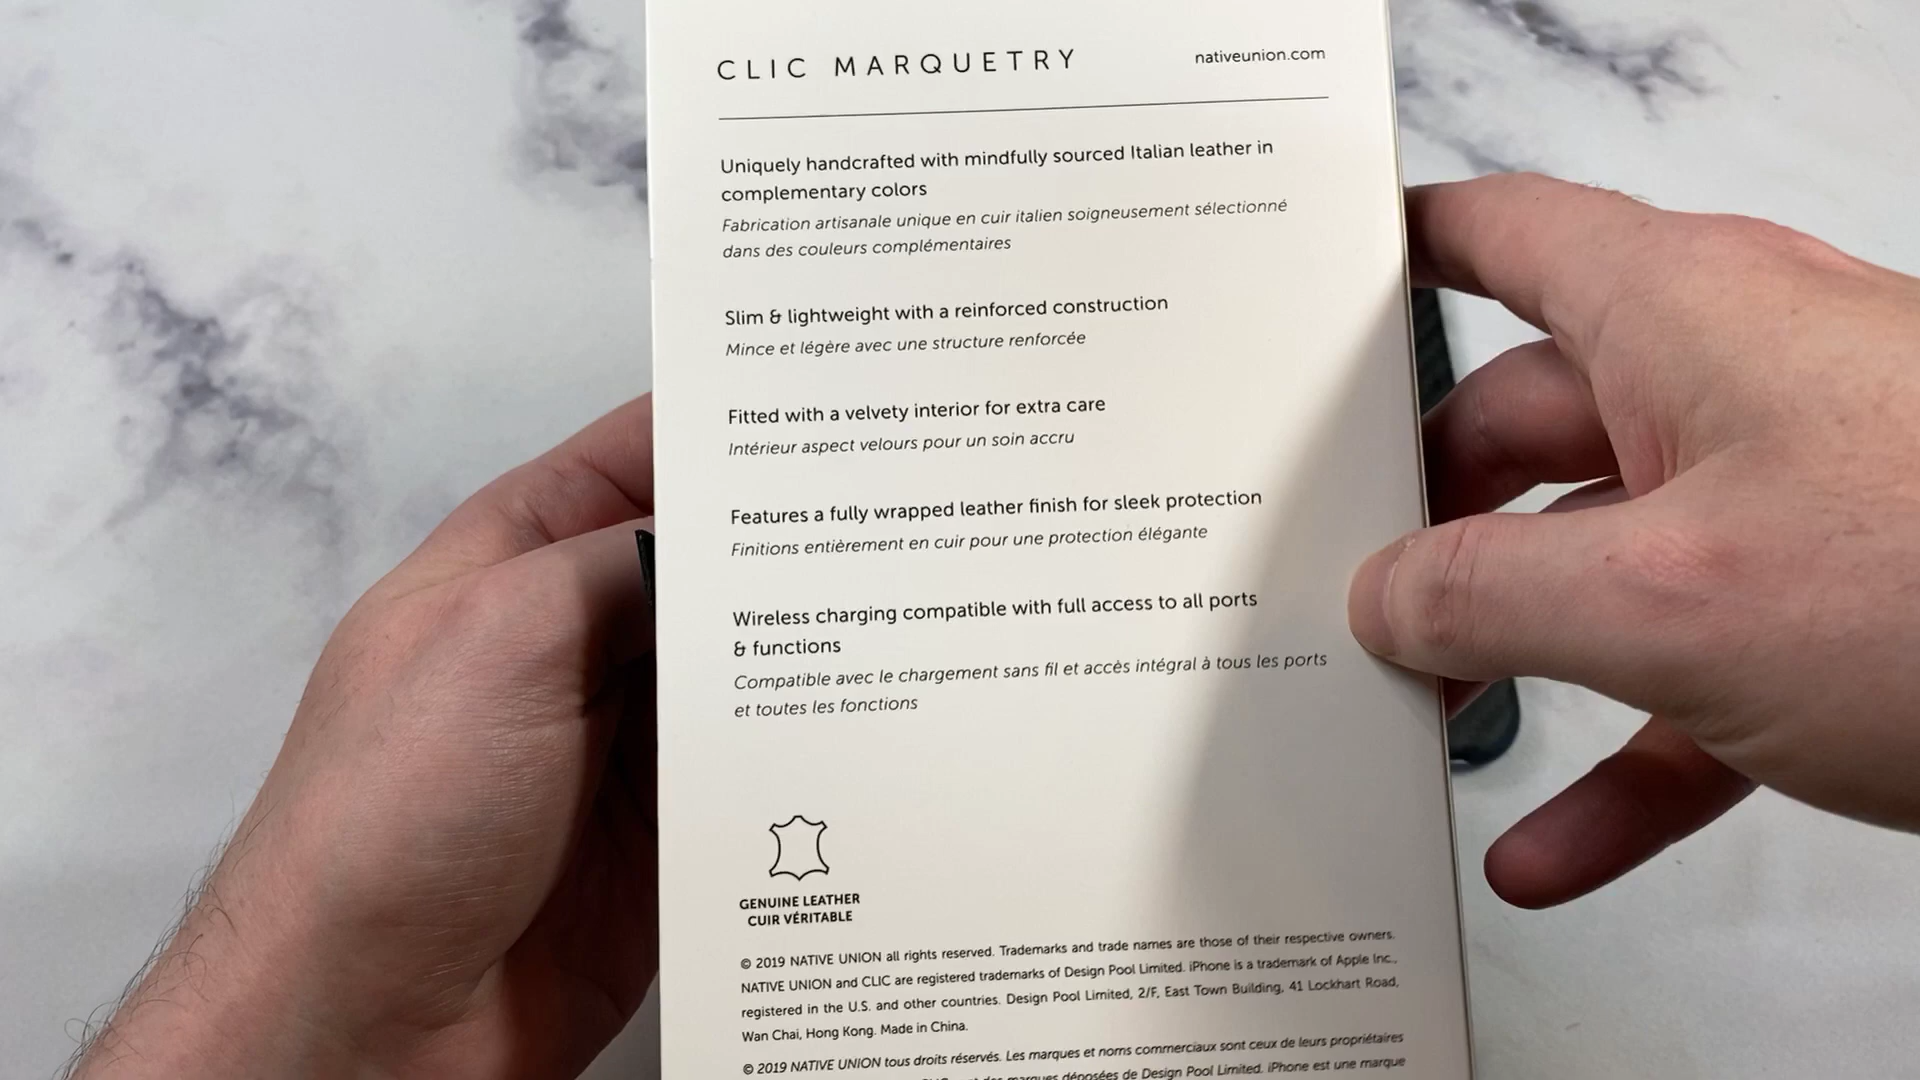 CLIC MARQUETRY
nativeunion.com
Uniquely handcrafted with mindfully sourced Italian leather in
complementary colors
Fabrication artisanale unique en cuir italien soigneusement sélectionné
dans des couleurs complémentaires
Slim & lightweight with a reinforced construction
Mince et légère avec une structure renforcée
Fitted with a velvety interior for extra care
Intérieur aspect velours pour un soin accru
Features a fully wrapped leather finish for sleek protection
Finitions entièrement en cuir pour une protection élégante
Wireless charging compatible with full access to all ports
& functions
Compatible avec le chargement sans fil et accès intégral à tous les ports
et toutes les fonctions
GENUINE LEATHER
CUIR VÉRITABLE
© 2019 NATIVE UNION all rights reserved. Trademarks and trade names are those of their respective owners.
NATIVE UNION and CLIC are registered trademarks of Design Pool Limited. iPhone is a trademark of Apple Inc.,
registered in the U.S. and other countries. Design Pool Limited, 2/F, East Town Building, 41 Lockhart Road,
Wan Chai, Hong Kong. Made in China.
© 2019 NATIVE UNION tous droits réservés. Les marques et noms commerciaux sont ceux de leurs propriétaires
marques déposées de Design Pool Limited. iPhone est une marque